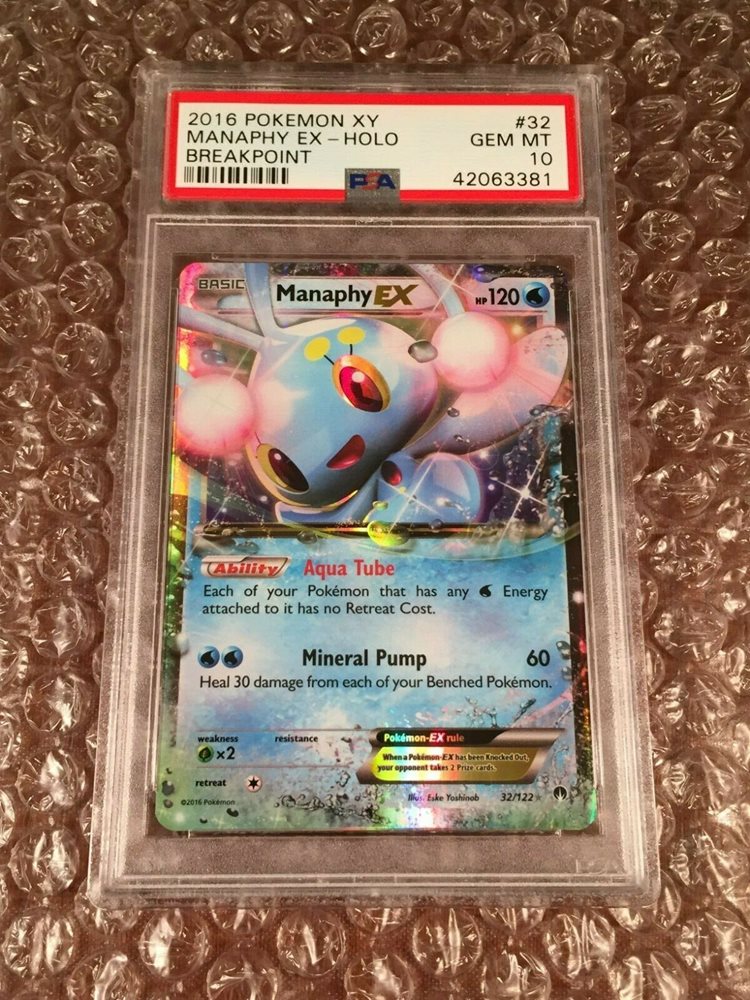 2016 POKEMON XY #32
MANAPHY EX - HOLO GEM MT
BREAKPOINT 10
PSA 42063381
BASIC Manaphy EX HP 120
Ability Aqua Tube
Each of your Pokémon that has any Energy
attached to it has no Retreat Cost.
Mineral Pump 60
Heal 30 damage from each of your Benched Pokémon.
weakness resistance Pokémon-EX rule
×2 When a Pokémon-EX has been Knocked Out,
your opponent takes 2 Prize cards.
retreat
©2016 Pokémon Illus. Eske Yoshinob 32/122